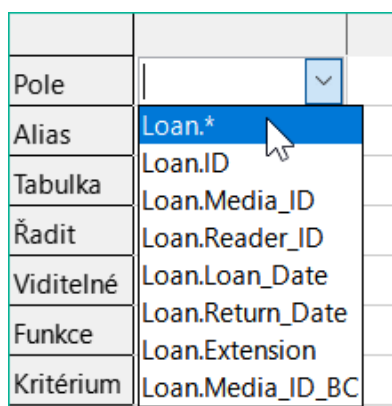 Pole
Loan.*
Alias
Loan.ID
Tabulka
Loan.Media_ID
Řadit
Loan.Reader_ID
Viditelné
Loan.Loan_Date
Funkce
Loan.Return_Date
Loan.Extension
Kritérium
Loan.Media_ID_BC